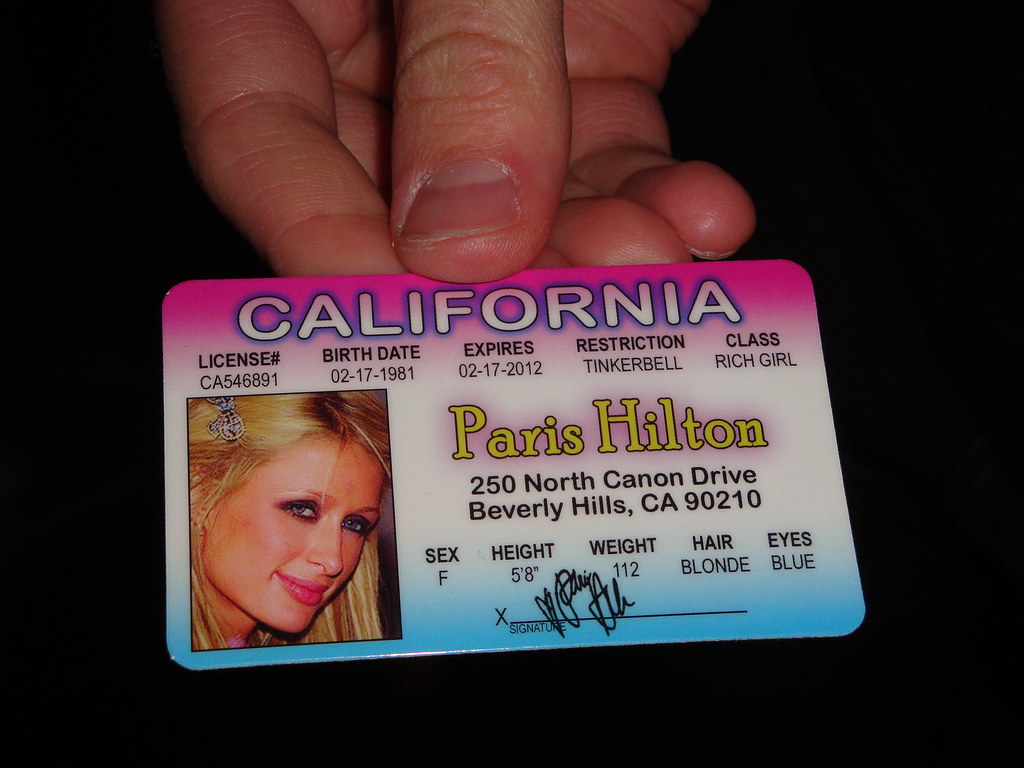 CALIFORNIA
LICENSE# BIRTH DATE EXPIRES RESTRICTION CLASS
CA546891 02-17-1981 02-17-2012 TINKERBELL RICH GIRL
Paris Hilton
250 North Canon Drive
Beverly Hills, CA 90210
SEX HEIGHT WEIGHT HAIR EYES
F 5'8" 112 BLONDE BLUE
X
SIGNATURE